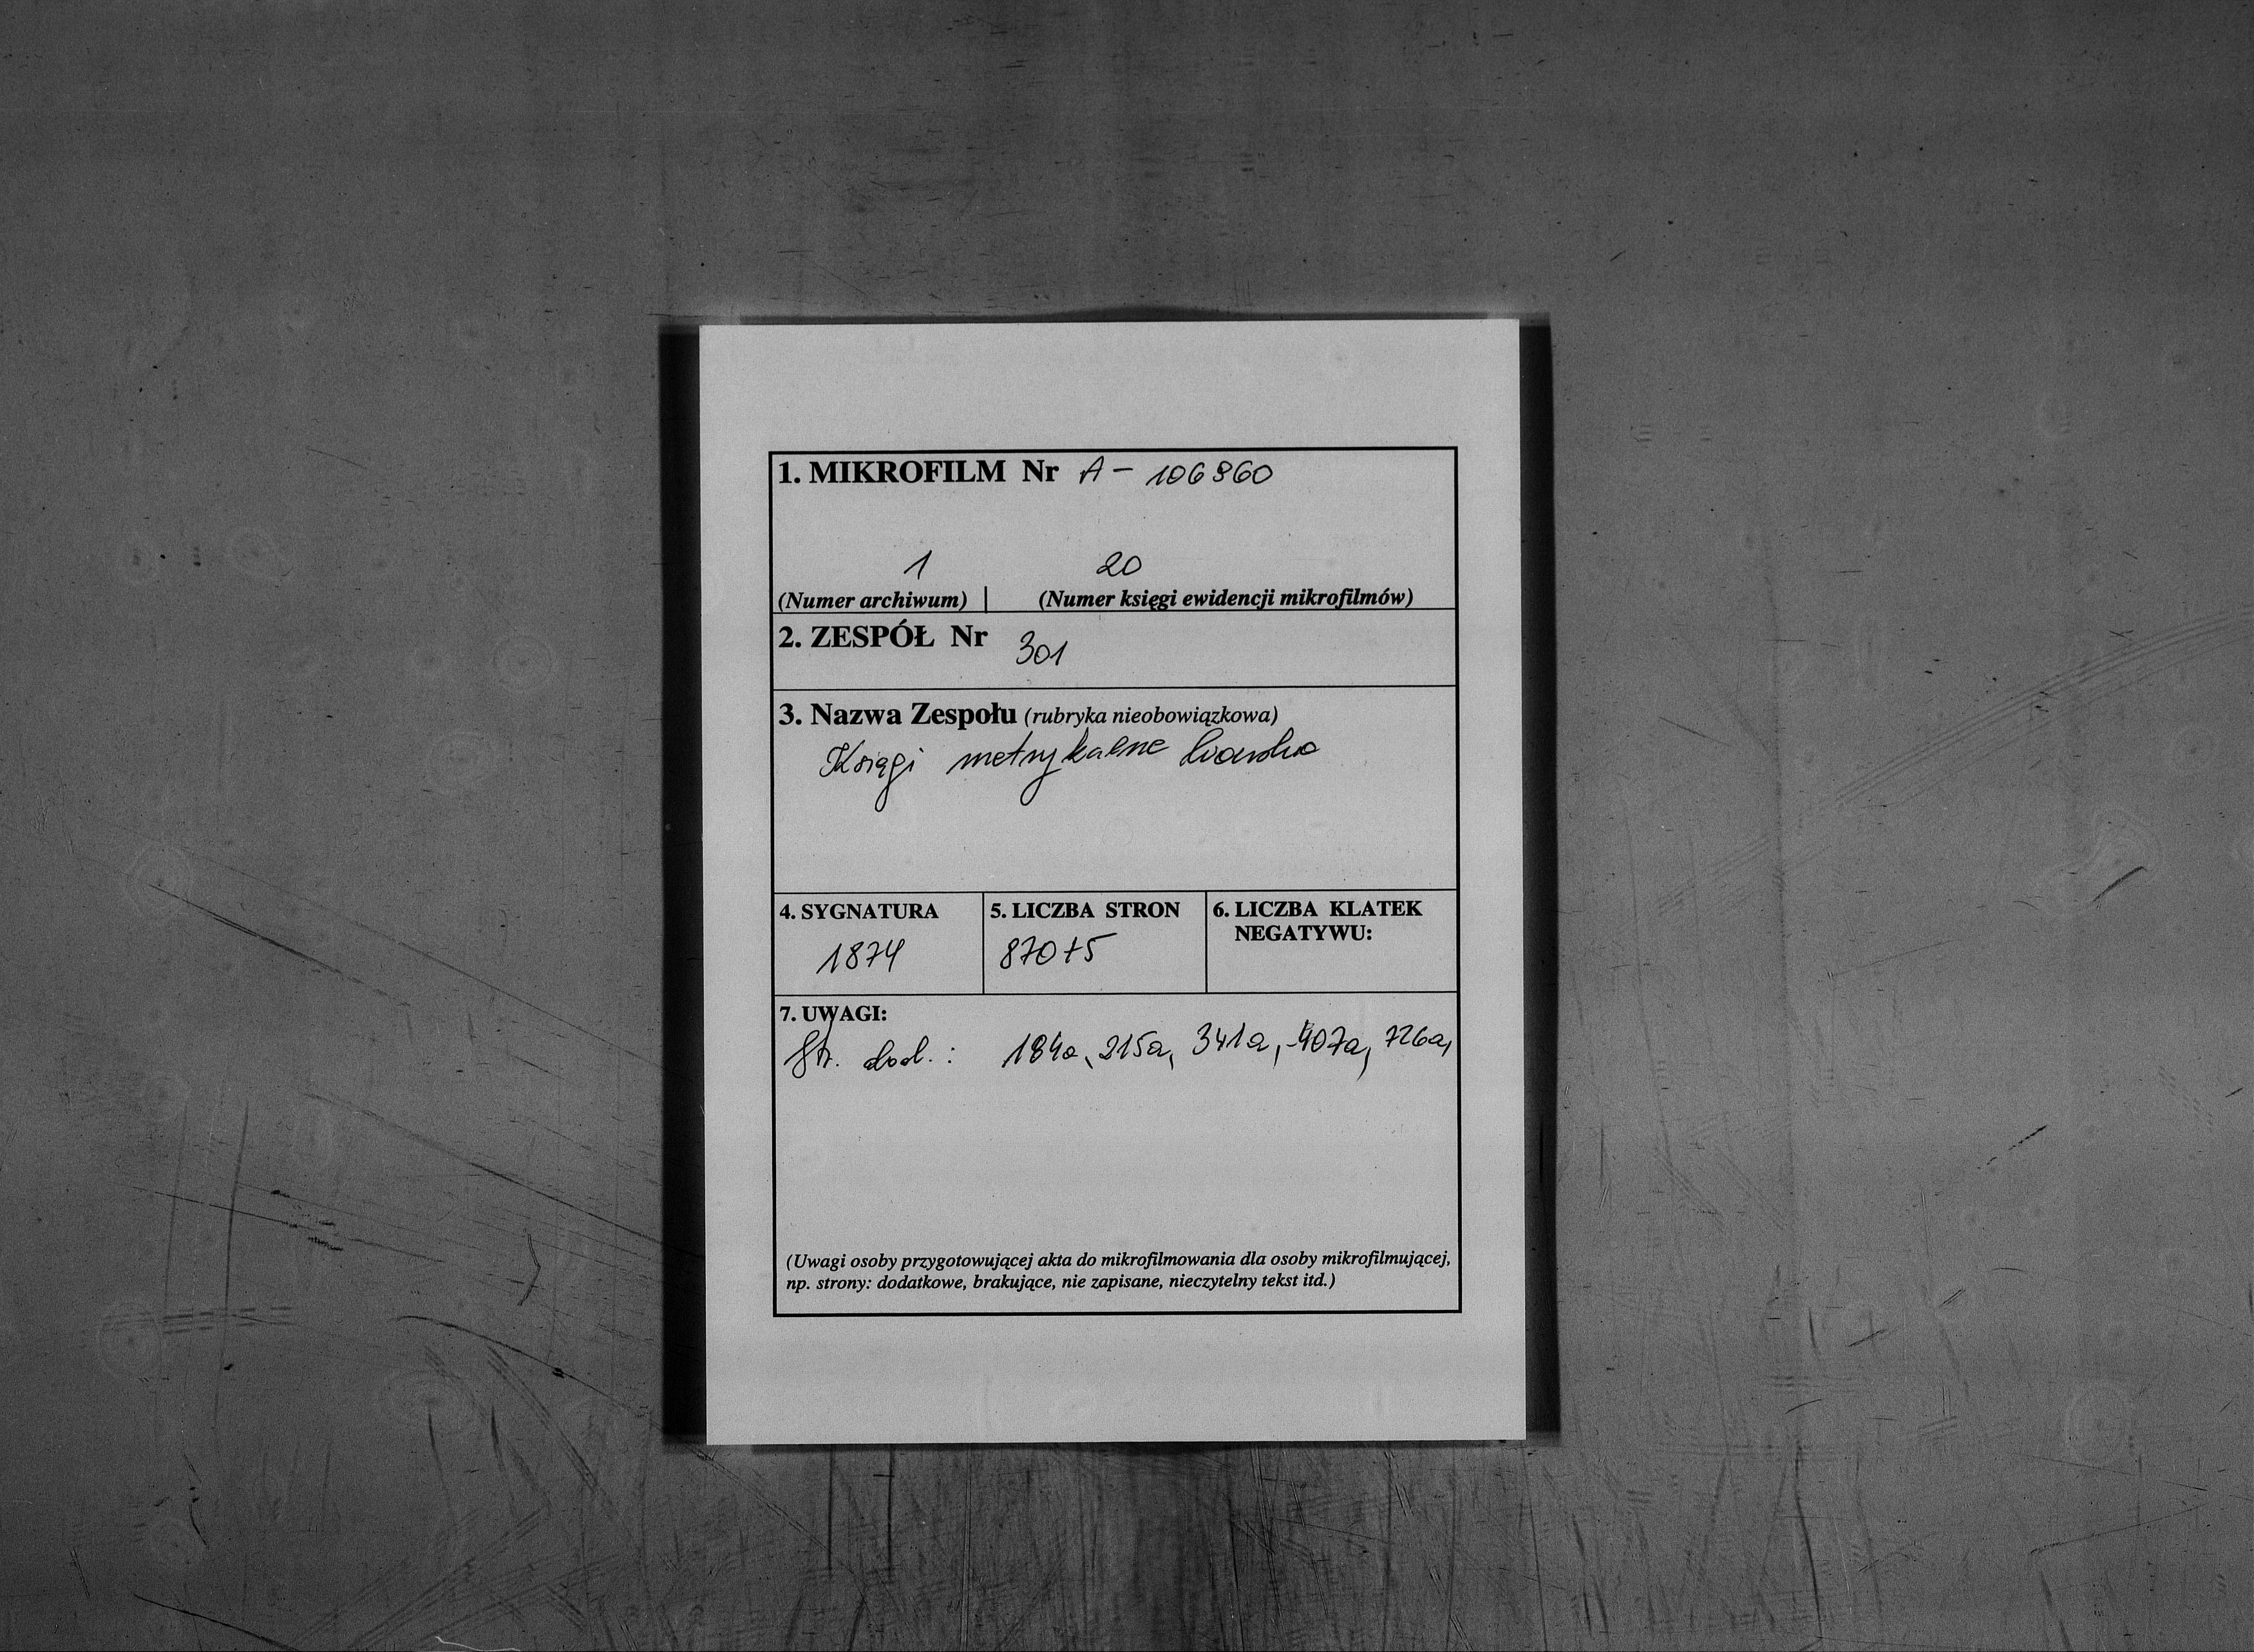 1. MIKROFILM Nr A – 106860
1 20
(Numer archiwum) | (Numer księgi ewidencji mikrofilmów)
2. ZESPÓŁ Nr 301
3. Nazwa Zespołu (rubryka nieobowiązkowa)
Księgi metrykalne
4. SYGNATURA 5. LICZBA STRON 6. LICZBA KLATEK
NEGATYWU:
1874 870+5
7. UWAGI:
Str. dod.: 184a, 215a, 341a, 407a, 726a,
(Uwagi osoby przygotowującej akta do mikrofilmowania dla osoby mikrofilmującej,
np. strony: dodatkowe, brakujące, nie zapisane, nieczytelny tekst itd.)